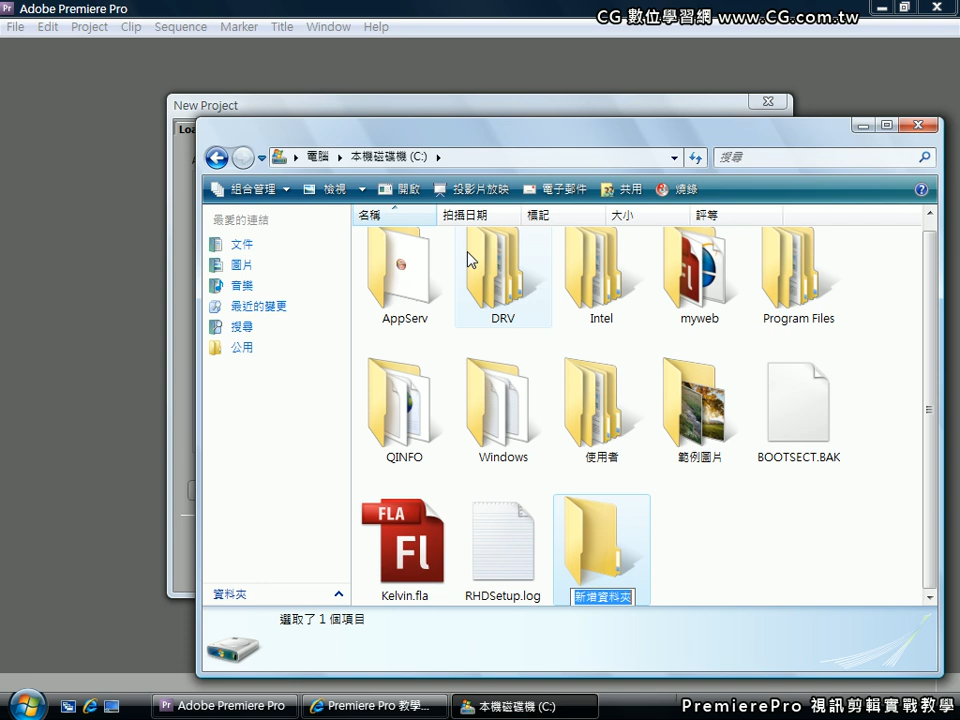 Adobe Premiere Pro
CG 數位學習網 www.CG.com.tw
File Edit Project Clip Sequence Marker Title Window Help
New Project
電腦 本機磁碟機 (C:) 搜尋
組合管理 檢視 開啟 投影片放映 電子郵件 共用 燒錄
最愛的連結
名稱 拍攝日期 標記 大小 評等
文件
圖片
音樂
最近的變更
搜尋
公用
AppServ DRV Intel myweb Program Files
QINFO Windows 使用者 範例圖片 BOOTSECT.BAK
FLA
Fl
Kelvin.fla RHDSetup.log 新增資料夾
資料夾
選取了 1 個項目
Adobe Premiere Pro Premiere Pro 教學... 本機磁碟機 (C:)
PremierePro 視訊剪輯實戰教學